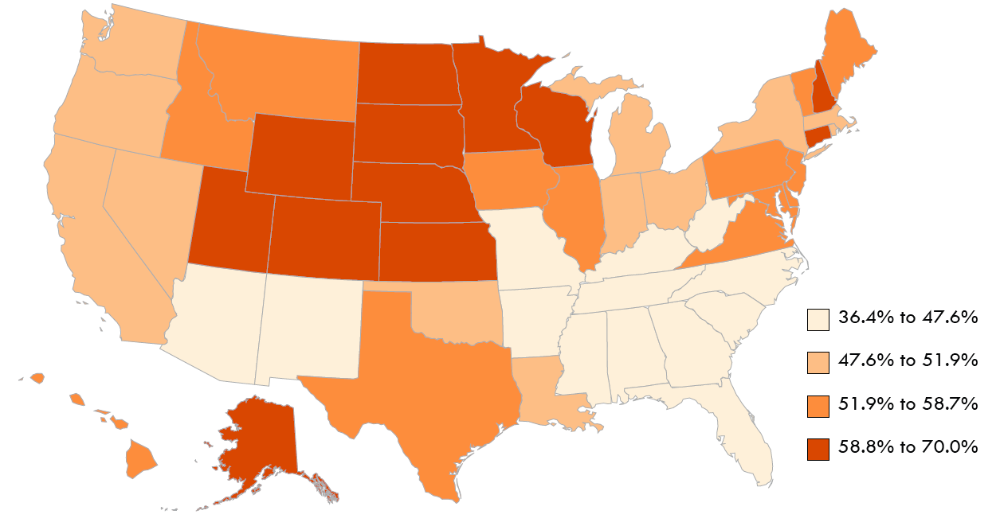 36.4% to 47.6%
47.6% to 51.9%
51.9% to 58.7%
58.8% to 70.0%